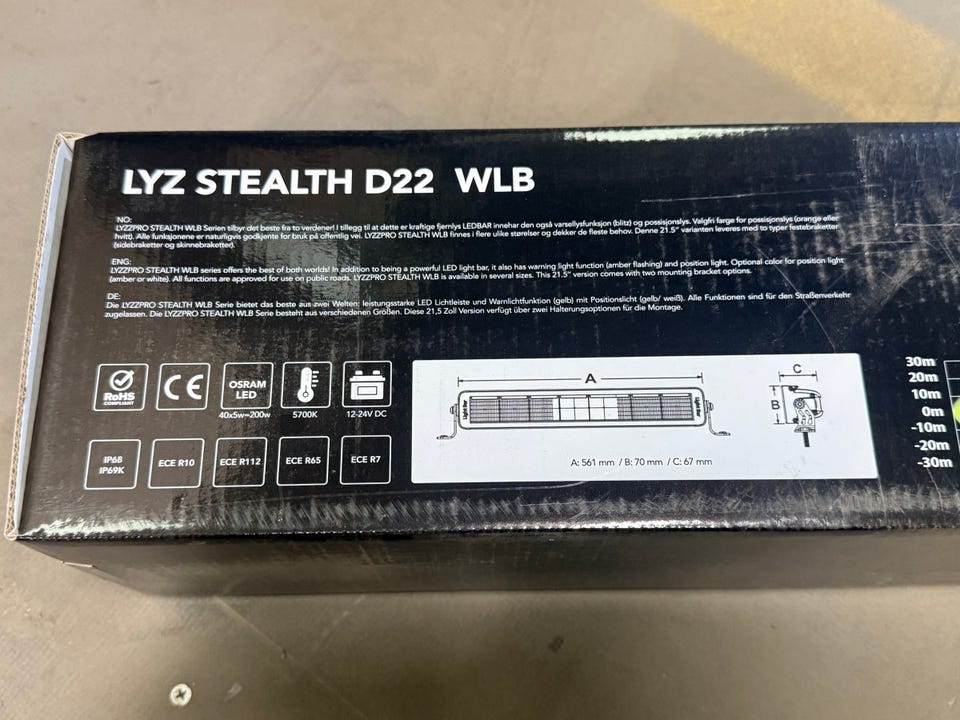 LYZ STEALTH D22 WLB
NO:
LYZZPRO STEALTH WLB Serien tilbyr det beste fra to verdener! I tillegg til at dette er kraftige fjernlys LEDBAR innehar den også varsellysfunksjon (blitz) og possisjonslys. Valgfri farge for possisjonslys (orange eller
hvitt). Alle funksjonene er naturligvis godkjente for bruk på offentlig vei. LYZZPRO STEALTH WLB finnes i flere ulike størelser og dekker de fleste behov. Denne 21.5" varianten leveres med to typer festebraketter
(sidebraketter og skinnebraketter).
ENG:
LYZZPRO STEALTH WLB series offers the best of both worlds! In addition to being a powerful LED light bar, it also has warning light function (amber flashing) and position light. Optional color for position light
(amber or white). All functions are approved for use on public roads. LYZZPRO STEALTH WLB is available in several sizes. This 21.5" version comes with two mounting bracket options.
DE:
Die LYZZPRO STEALTH WLB Serie bietet das beste aus zwei Welten: leistungsstarke LED Lichtleiste und Warnlichtfunktion (gelb) mit Positionslicht (gelb/ weiß). Alle Funktionen sind für den Straßenverkehr
zugelassen. Die LYZZPRO STEALTH WLB Serie besteht aus verschiedenen Größen. Diese 21,5 Zoll Version verfügt über zwei Halterungsoptionen für die Montage.
RoHS
COMPLIANT
CE
OSRAM
LED
40x5w=200w
5700K
12-24V DC
IP68
IP69K
ECE R10
ECE R112
ECE R65
ECE R7
A
Light Bar
Light Bar
C
B
A: 561 mm / B: 70 mm / C: 67 mm
30m
20m
10m
0m
-10m
-20m
-30m